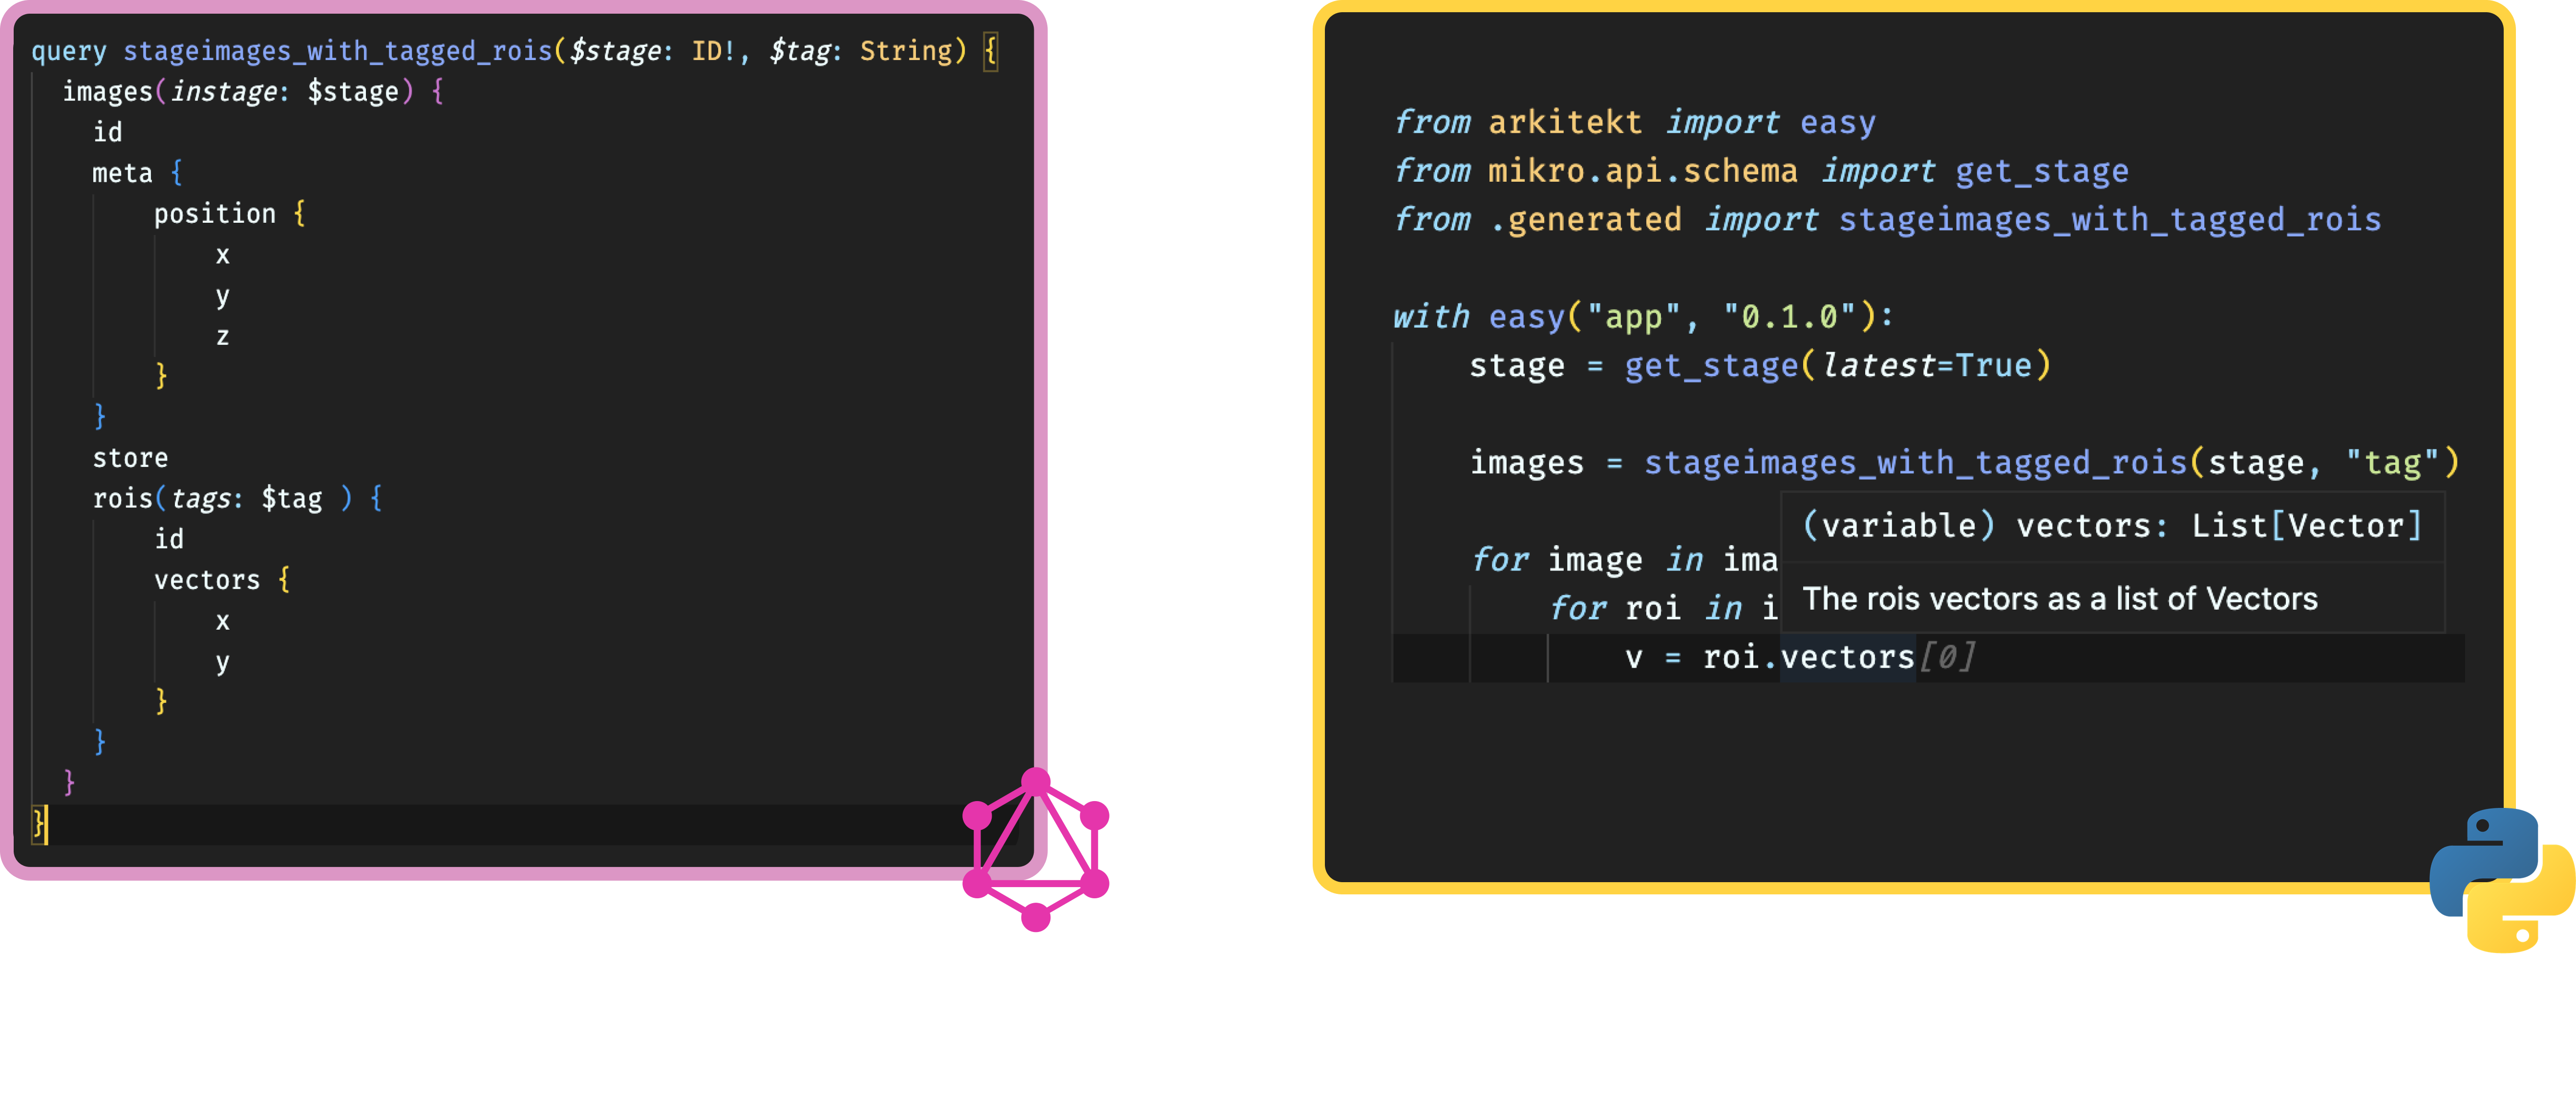 query stageimages_with_tagged_rois($stage: ID!, $tag: String) {
  images(instage: $stage) {
    id
    meta {
        position {
            x
            y
            z
        }
    }
    store
    rois(tags: $tag ) {
        id
        vectors {
            x
            y
        }
    }
  }
}
from arkitekt import easy
from mikro.api.schema import get_stage
from .generated import stageimages_with_tagged_rois
with easy("app", "0.1.0"):
    stage = get_stage(latest=True)
    images = stageimages_with_tagged_rois(stage, "tag")
(variable) vectors: List[Vector]
    for image in ima
The rois vectors as a list of Vectors
        for roi in i
            v = roi.vectors[0]